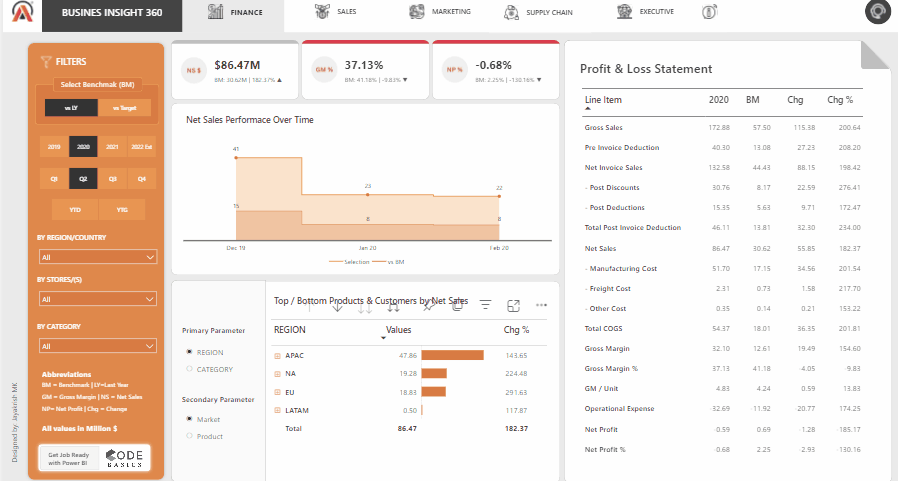 BUSINES INSIGHT 360
FINANCE
SALES
MARKETING
SUPPLY CHAIN
EXECUTIVE
FILTERS
Select Benchmak (BM)
vs LY
vs Target
2019
2020
2021
2022 Est
Q1
Q2
Q3
Q4
YTD
YTG
BY REGION/COUNTRY
All
BY STORES/(S)
All
BY CATEGORY
All
Abbreviations
BM = Benchmark | LY=Last Year
GM = Gross Margin | NS = Net Sales
NP= Net Profit | Chg = Change
All values in Million $
Get Job Ready
with Power BI
CODE
BASICS
Designed by: Jayakirish MK
NS $
$86.47M
BM: 30.62M | 182.37% ▲
GM %
37.13%
BM: 41.18% | -9.83% ▼
NP %
-0.68%
BM: 2.25% | -130.16% ▼
Net Sales Performace Over Time
41
23
22
15
8
8
Dec 19
Jan 20
Feb 20
Selection
vs BM
Primary Parameter
REGION
CATEGORY
Secondary Parameter
Market
Product
Top / Bottom Products & Customers by Net Sales
REGION Values Chg %
APAC 47.86 143.65
NA 19.28 224.48
EU 18.83 291.63
LATAM 0.50 117.87
Total 86.47 182.37
Profit & Loss Statement
Line Item 2020 BM Chg Chg %
Gross Sales 172.88 57.50 115.38 200.64
Pre Invoice Deduction 40.30 13.08 27.23 208.20
Net Invoice Sales 132.58 44.43 88.15 198.42
- Post Discounts 30.76 8.17 22.59 276.41
- Post Deductions 15.35 5.63 9.71 172.47
Total Post Invoice Deduction 46.11 13.81 32.30 234.00
Net Sales 86.47 30.62 55.85 182.37
- Manufacturing Cost 51.70 17.15 34.56 201.54
- Freight Cost 2.31 0.73 1.58 217.70
- Other Cost 0.35 0.14 0.21 153.22
Total COGS 54.37 18.01 36.35 201.81
Gross Margin 32.10 12.61 19.49 154.60
Gross Margin % 37.13 41.18 -4.05 -9.83
GM / Unit 4.83 4.24 0.59 13.83
Operational Expense -32.69 -11.92 20.77 174.25
Net Profit 0.59 0.69 -1.28 -185.17
Net Profit % 0.68 2.25 2.93 -130.16